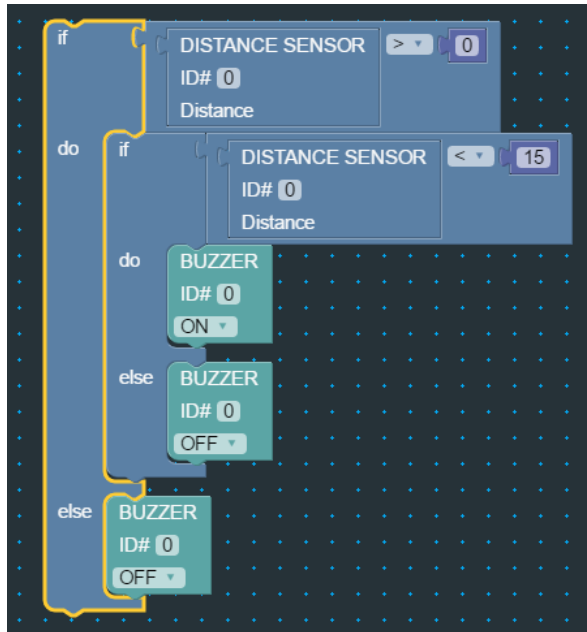 if DISTANCE SENSOR > 0
ID# 0
Distance
do if DISTANCE SENSOR < 15
ID# 0
Distance
do BUZZER
ID# 0
ON
else BUZZER
ID# 0
OFF
else BUZZER
ID# 0
OFF